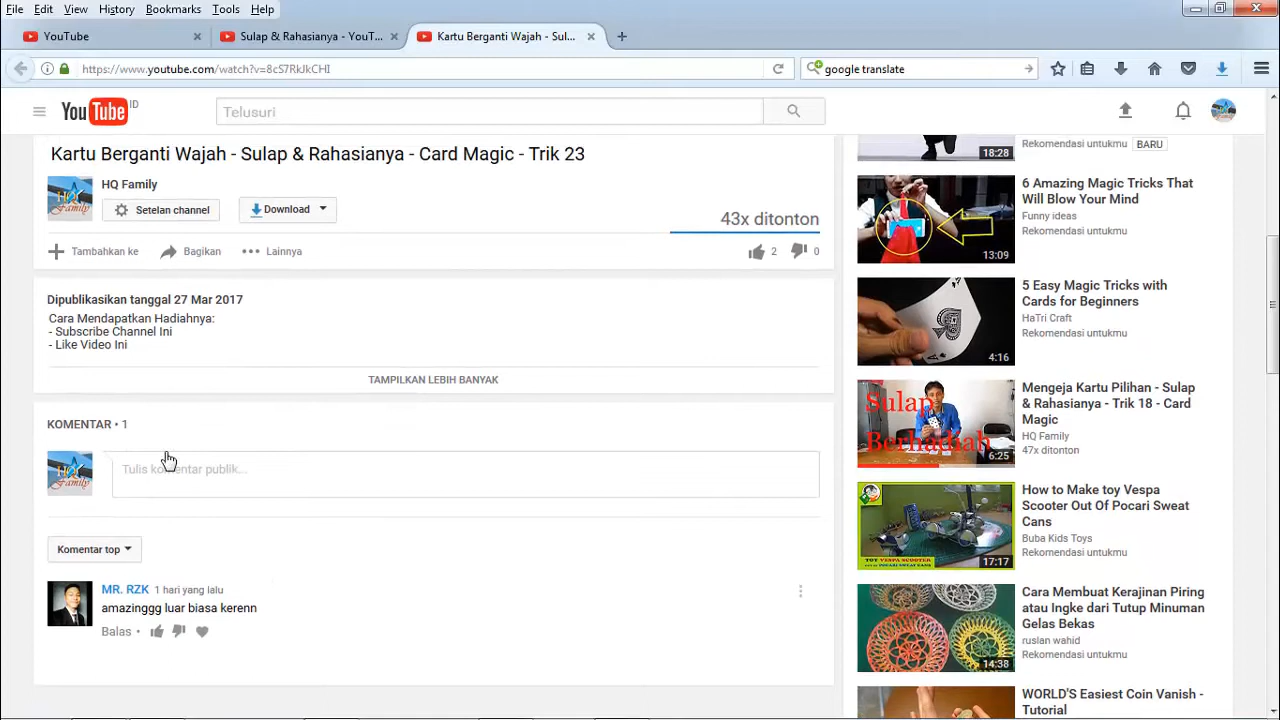 File Edit View History Bookmarks Tools Help
YouTube
Sulap & Rahasianya - YouT...
Kartu Berganti Wajah - Sul...
https://www.youtube.com/watch?v=8cS7RkJkCHI
google translate
YouTube ID
Telusuri
Kartu Berganti Wajah - Sulap & Rahasianya - Card Magic - Trik 23
HQ Family
HQ Family
Setelan channel
Download
43x ditonton
Tambahkan ke
Bagikan
Lainnya
2
0
Dipublikasikan tanggal 27 Mar 2017
Cara Mendapatkan Hadiahnya:
- Subscribe Channel Ini
- Like Video Ini
TAMPILKAN LEBIH BANYAK
KOMENTAR • 1
HQ Family
Tulis komentar publik...
Komentar top
MR. RZK 1 hari yang lalu
amazinggg luar biasa kerenn
Balas •
18:28
Rekomendasi untukmu BARU
13:09
6 Amazing Magic Tricks That
Will Blow Your Mind
Funny ideas
Rekomendasi untukmu
4:16
5 Easy Magic Tricks with
Cards for Beginners
HaTri Craft
Rekomendasi untukmu
Sulap
Berhadiah
6:25
Mengeja Kartu Pilihan - Sulap
& Rahasianya - Trik 18 - Card
Magic
HQ Family
47x ditonton
TOY VESPA SCOOTER
17:17
How to Make toy Vespa
Scooter Out Of Pocari Sweat
Cans
Buba Kids Toys
Rekomendasi untukmu
14:38
Cara Membuat Kerajinan Piring
atau Ingke dari Tutup Minuman
Gelas Bekas
ruslan wahid
Rekomendasi untukmu
WORLD'S Easiest Coin Vanish -
Tutorial